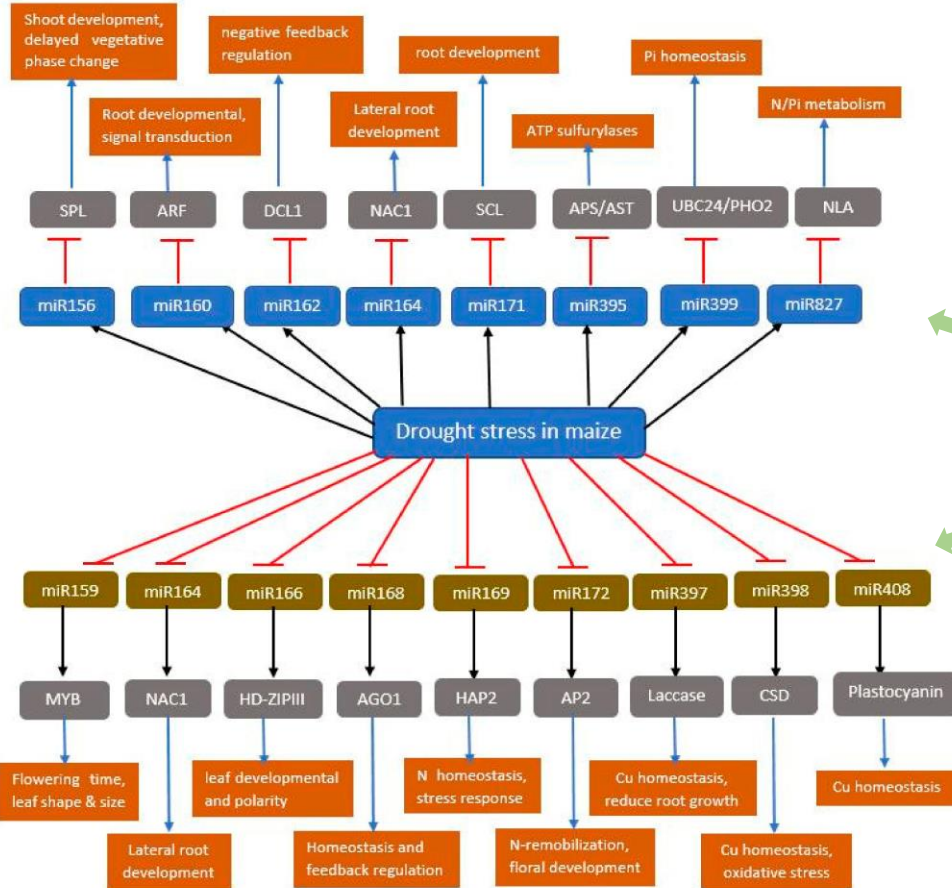 Shoot development,
delayed vegetative
phase change
negative feedback
regulation
root development
Pi homeostasis
Root developmental,
signal transduction
Lateral root
development
ATP sulfurylases
N/Pi metabolism
SPL
ARF
DCL1
NAC1
SCL
APS/AST
UBC24/PHO2
NLA
miR156
miR160
miR162
miR164
miR171
miR395
miR399
miR827
Drought stress in maize
miR159
miR164
miR166
miR168
miR169
miR172
miR397
miR398
miR408
MYB
NAC1
HD-ZIPIII
AGO1
HAP2
AP2
Laccase
CSD
Plastocyanin
Flowering time,
leaf shape & size
leaf developmental
and polarity
N homeostasis,
stress response
Cu homeostasis,
reduce root growth
Cu homeostasis
Lateral root
development
Homeostasis and
feedback regulation
N-remobilization,
floral development
Cu homeostasis,
oxidative stress